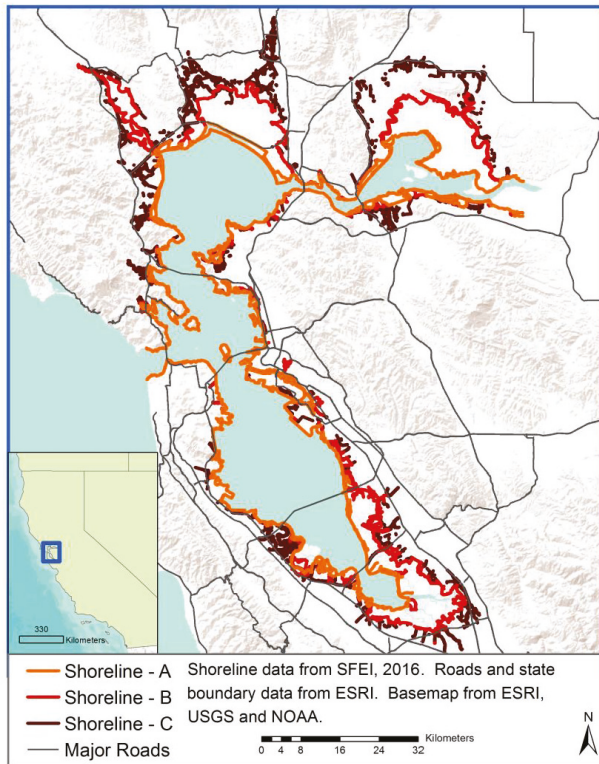 330
Kilometers
Shoreline - A
Shoreline - B
Shoreline - C
Major Roads
Shoreline data from SFEI, 2016. Roads and state
boundary data from ESRI. Basemap from ESRI,
USGS and NOAA.
Kilometers
0 4 8 16 24 32
N